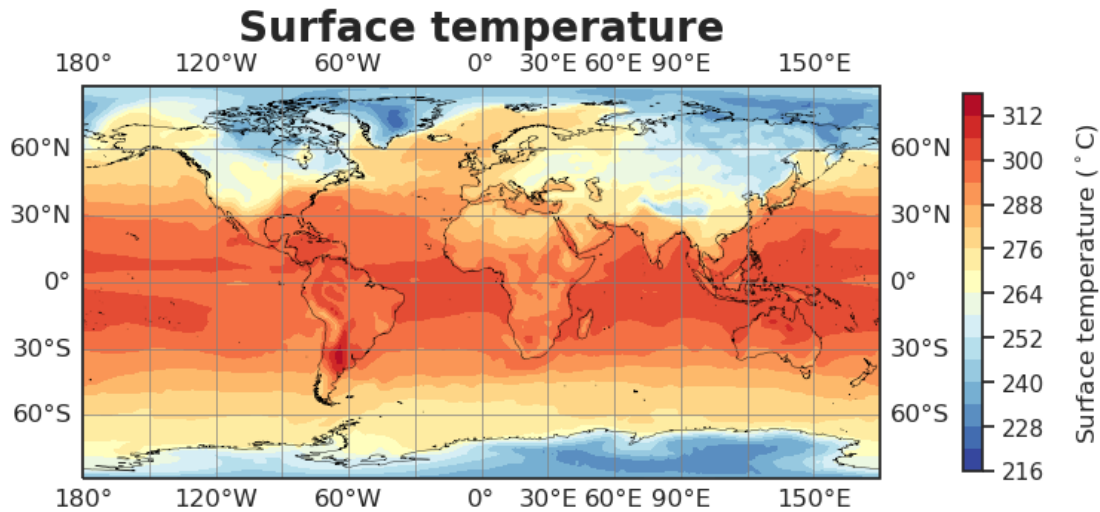 Surface temperature
180° 120°W 60°W 0° 30°E 60°E 90°E 150°E
60°N 60°N
30°N 30°N
0° 0°
30°S 30°S
60°S 60°S
180° 120°W 60°W 0° 30°E 60°E 90°E 150°E
312
300
288
276
264
252
240
228
216
Surface temperature (°C)